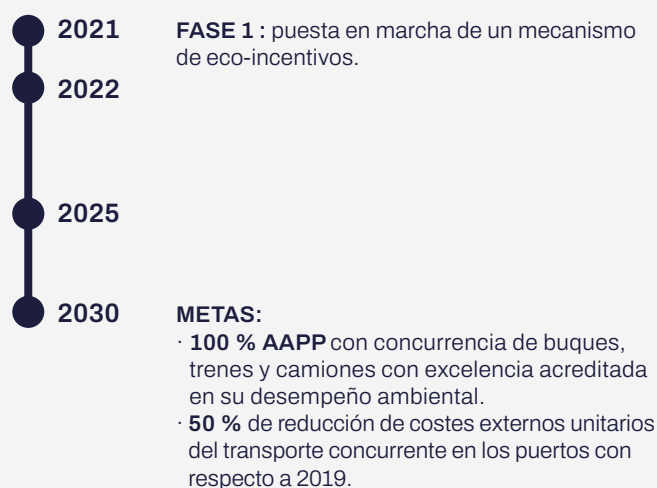 2021
FASE 1 : puesta en marcha de un mecanismo
de eco-incentivos.
2022
2025
2030
METAS:
· 100 % AAPP con concurrencia de buques,
trenes y camiones con excelencia acreditada
en su desempeño ambiental.
· 50 % de reducción de costes externos unitarios
del transporte concurrente en los puertos con
respecto a 2019.